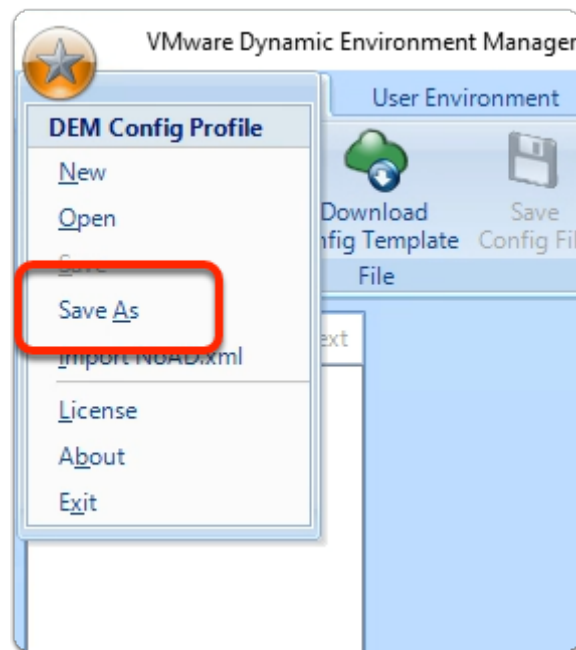 VMware Dynamic Environment Manager
User Environment
DEM Config Profile
New
Open
Save
Save As
Import NoAD.xml
License
About
Exit
Download
nfig Template
Save
Config Fil
File
ext